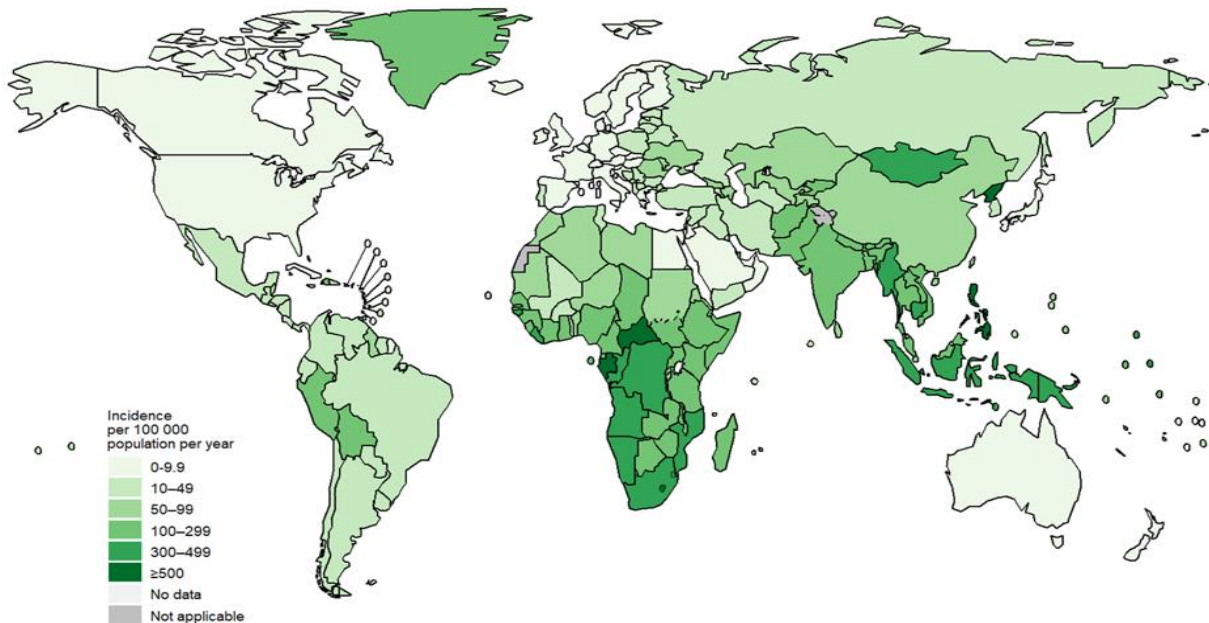 Incidence
per 100 000
population per year
0-9.9
10–49
50–99
100–299
300–499
≥500
No data
Not applicable